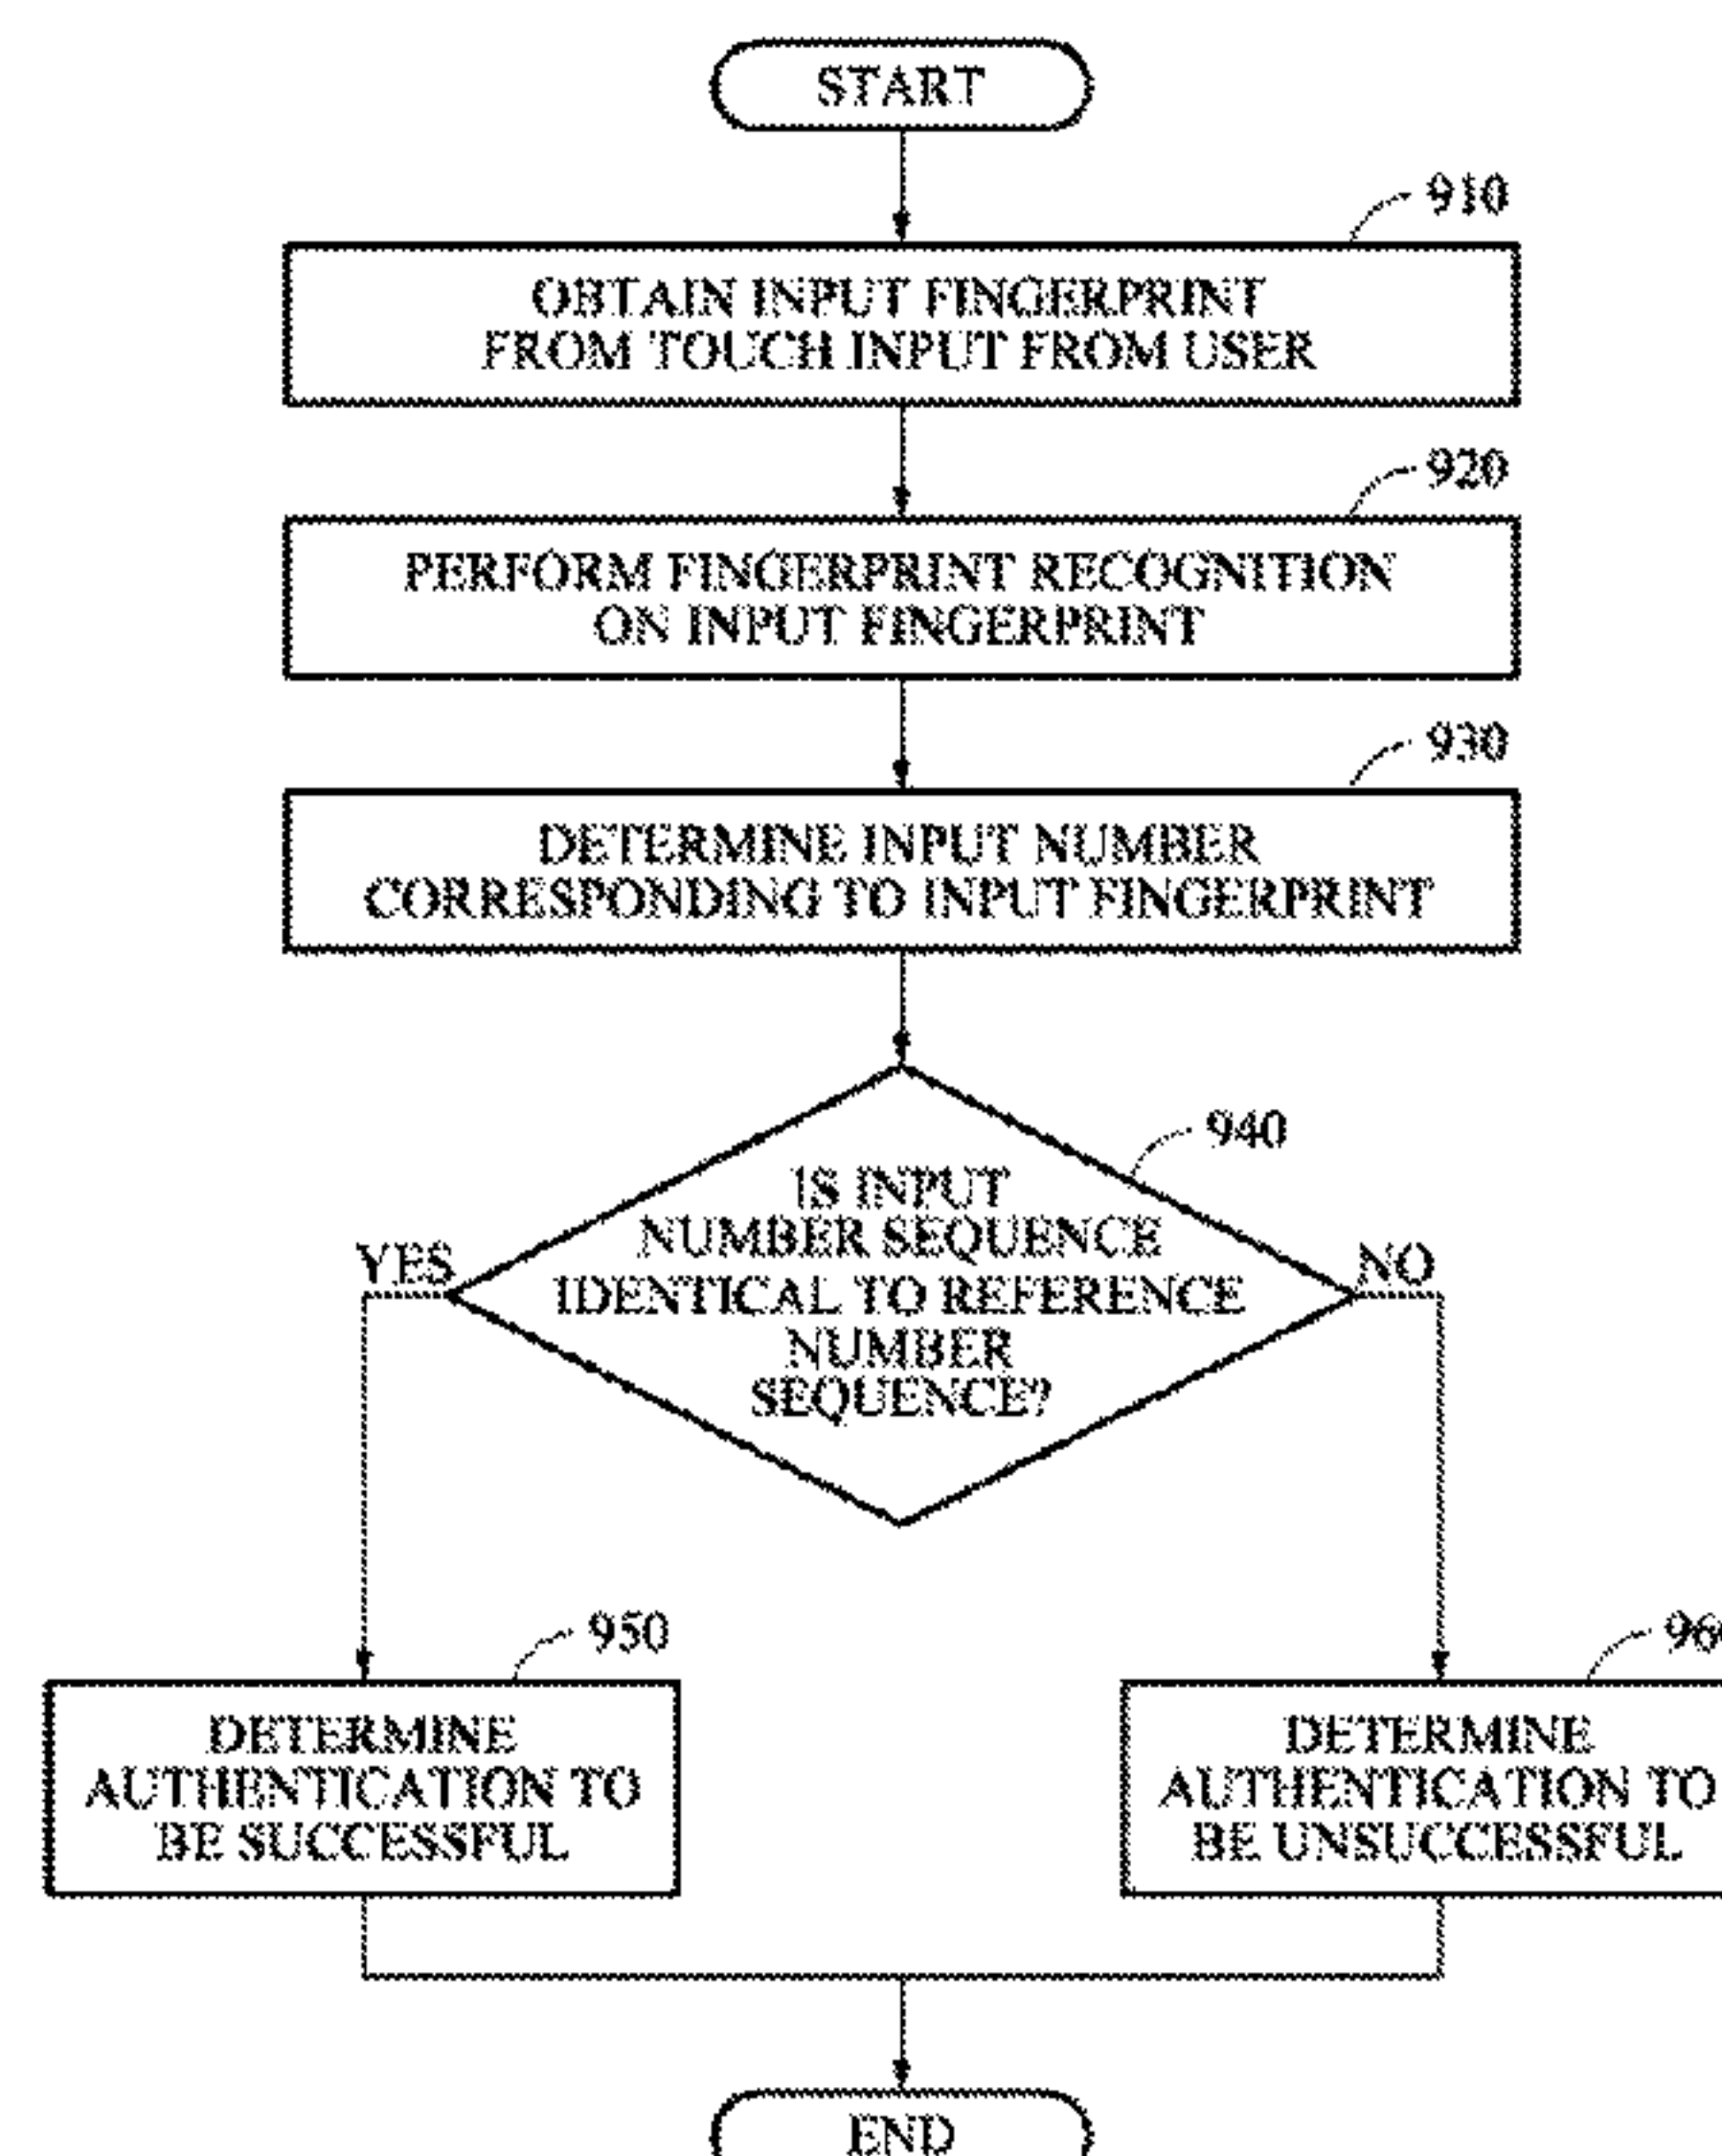 START
910
OBTAIN INPUT FINGERPRINT
FROM TOUCH INPUT FROM USER
920
PERFORM FINGERPRINT RECOGNITION
ON INPUT FINGERPRINT
930
DETERMINE INPUT NUMBER
CORRESPONDING TO INPUT FINGERPRINT
940
IS INPUT
NUMBER SEQUENCE
IDENTICAL TO REFERENCE
NUMBER
SEQUENCE?
YES
NO
950
DETERMINE
AUTHENTICATION TO
BE SUCCESSFUL
DETERMINE
AUTHENTICATION TO
BE UNSUCCESSFUL
END